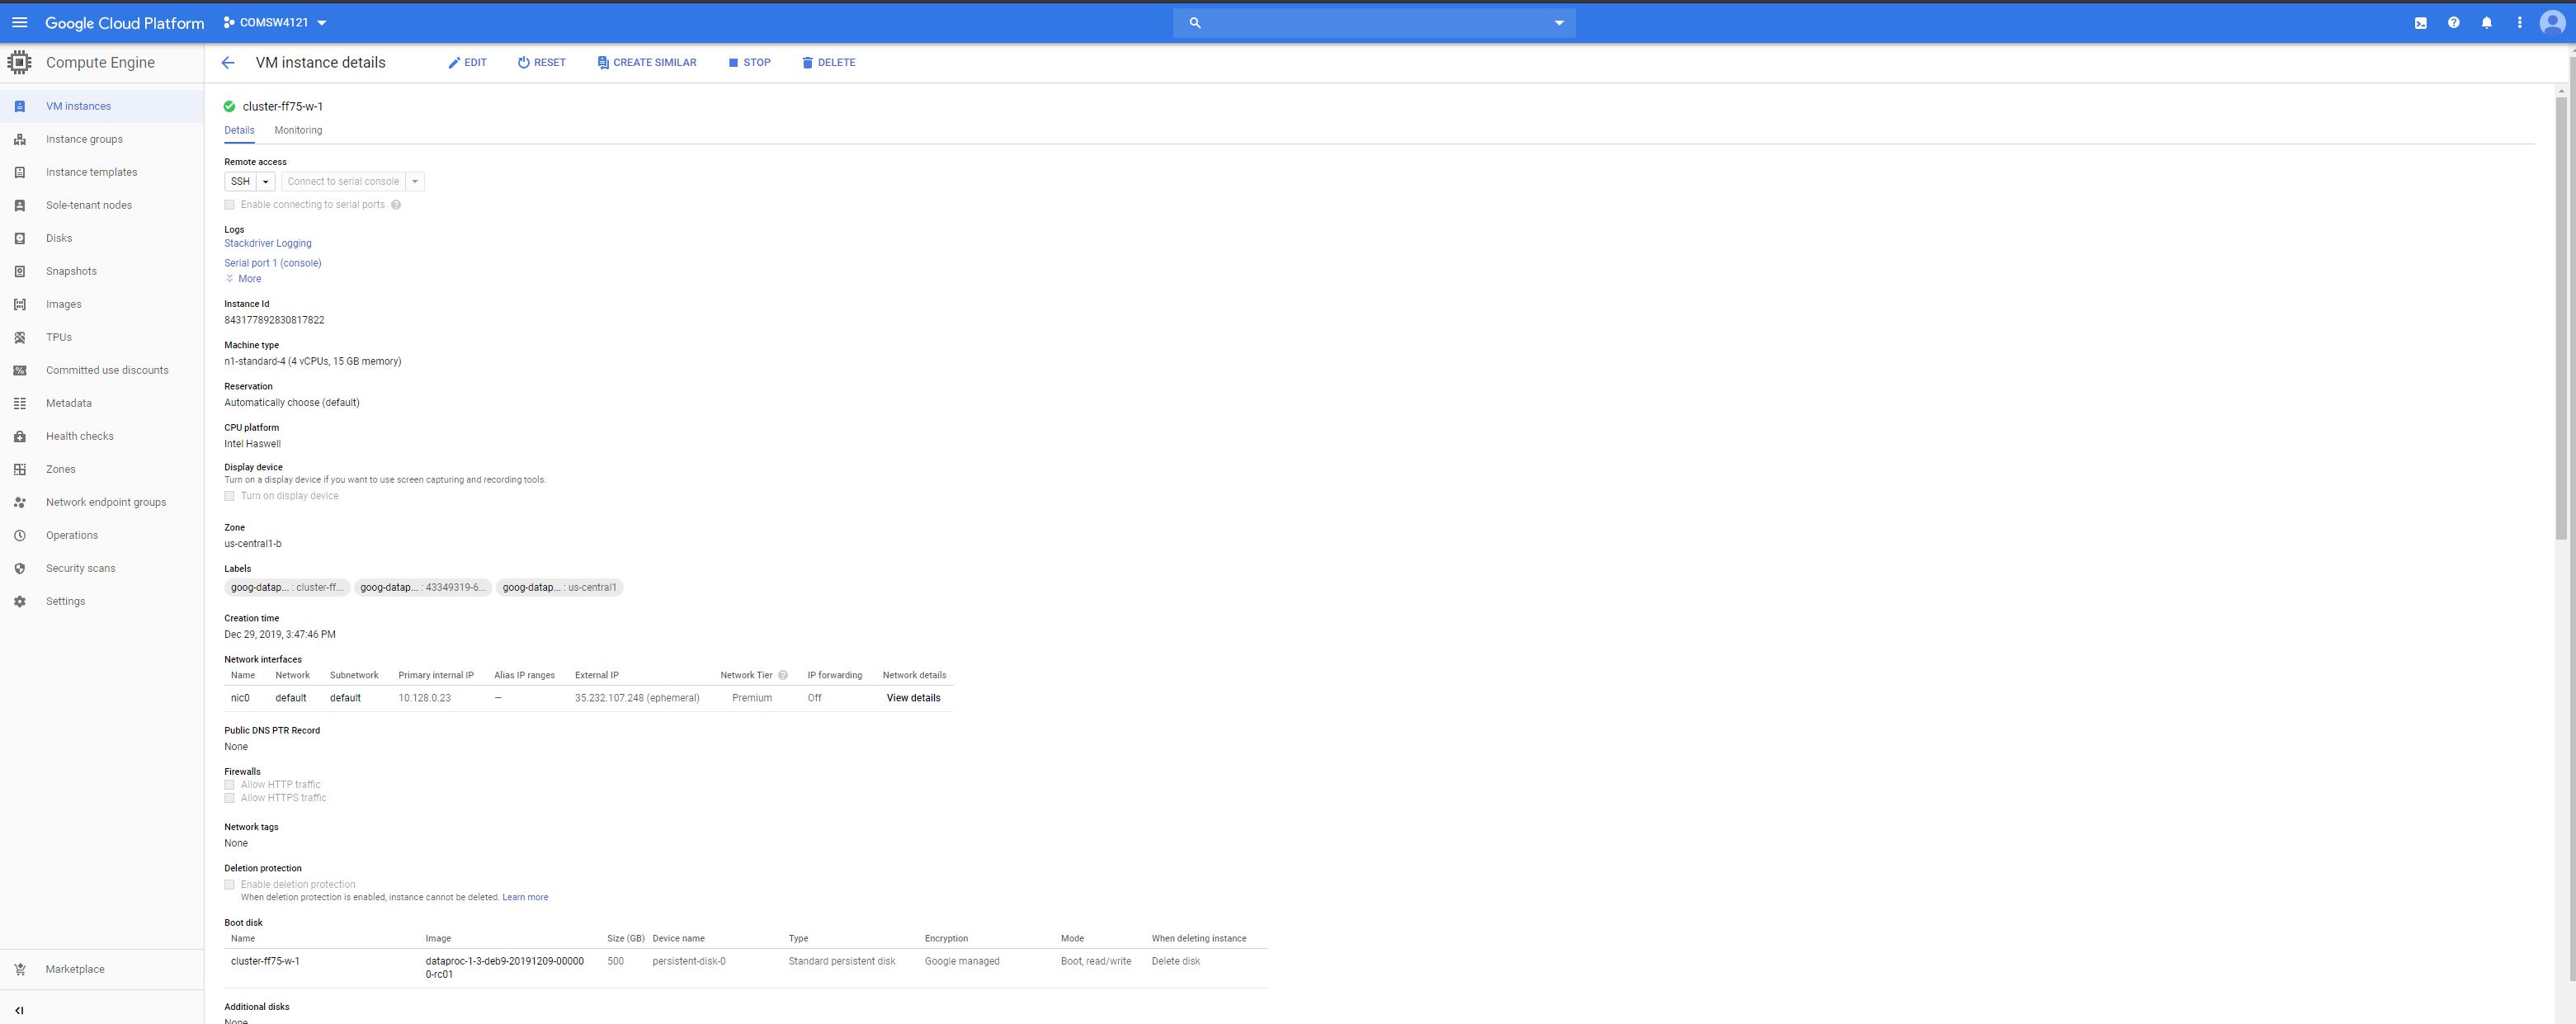 Google Cloud Platform COMSW4121
Compute Engine
VM instance details EDIT RESET CREATE SIMILAR STOP DELETE
VM instances
Instance groups
Instance templates
Sole-tenant nodes
Disks
Snapshots
Images
TPUs
Committed use discounts
Metadata
Health checks
Zones
Network endpoint groups
Operations
Security scans
Settings
Marketplace
cluster-ff75-w-1
Details Monitoring
Remote access
SSH Connect to serial console
Enable connecting to serial ports
Logs
Stackdriver Logging
Serial port 1 (console)
More
Instance Id
843177892830817822
Machine type
n1-standard-4 (4 vCPUs, 15 GB memory)
Reservation
Automatically choose (default)
CPU platform
Intel Haswell
Display device
Turn on a display device if you want to use screen capturing and recording tools.
Turn on display device
Zone
us-central1-b
Labels
goog-datap... : cluster-ff... goog-datap... : 43349319-6... goog-datap... : us-central1
Creation time
Dec 29, 2019, 3:47:46 PM
Network interfaces
Name Network Subnetwork Primary internal IP Alias IP ranges External IP Network Tier IP forwarding Network details
nic0 default default 10.128.0.23 — 35.232.107.248 (ephemeral) Premium Off View details
Public DNS PTR Record
None
Firewalls
Allow HTTP traffic
Allow HTTPS traffic
Network tags
None
Deletion protection
Enable deletion protection
When deletion protection is enabled, instance cannot be deleted. Learn more
Boot disk
Name Image Size (GB) Device name Type Encryption Mode When deleting instance
cluster-ff75-w-1 dataproc-1-3-deb9-20191209-00000 500 persistent-disk-0 Standard persistent disk Google managed Boot, read/write Delete disk
0-rc01
Additional disks
None